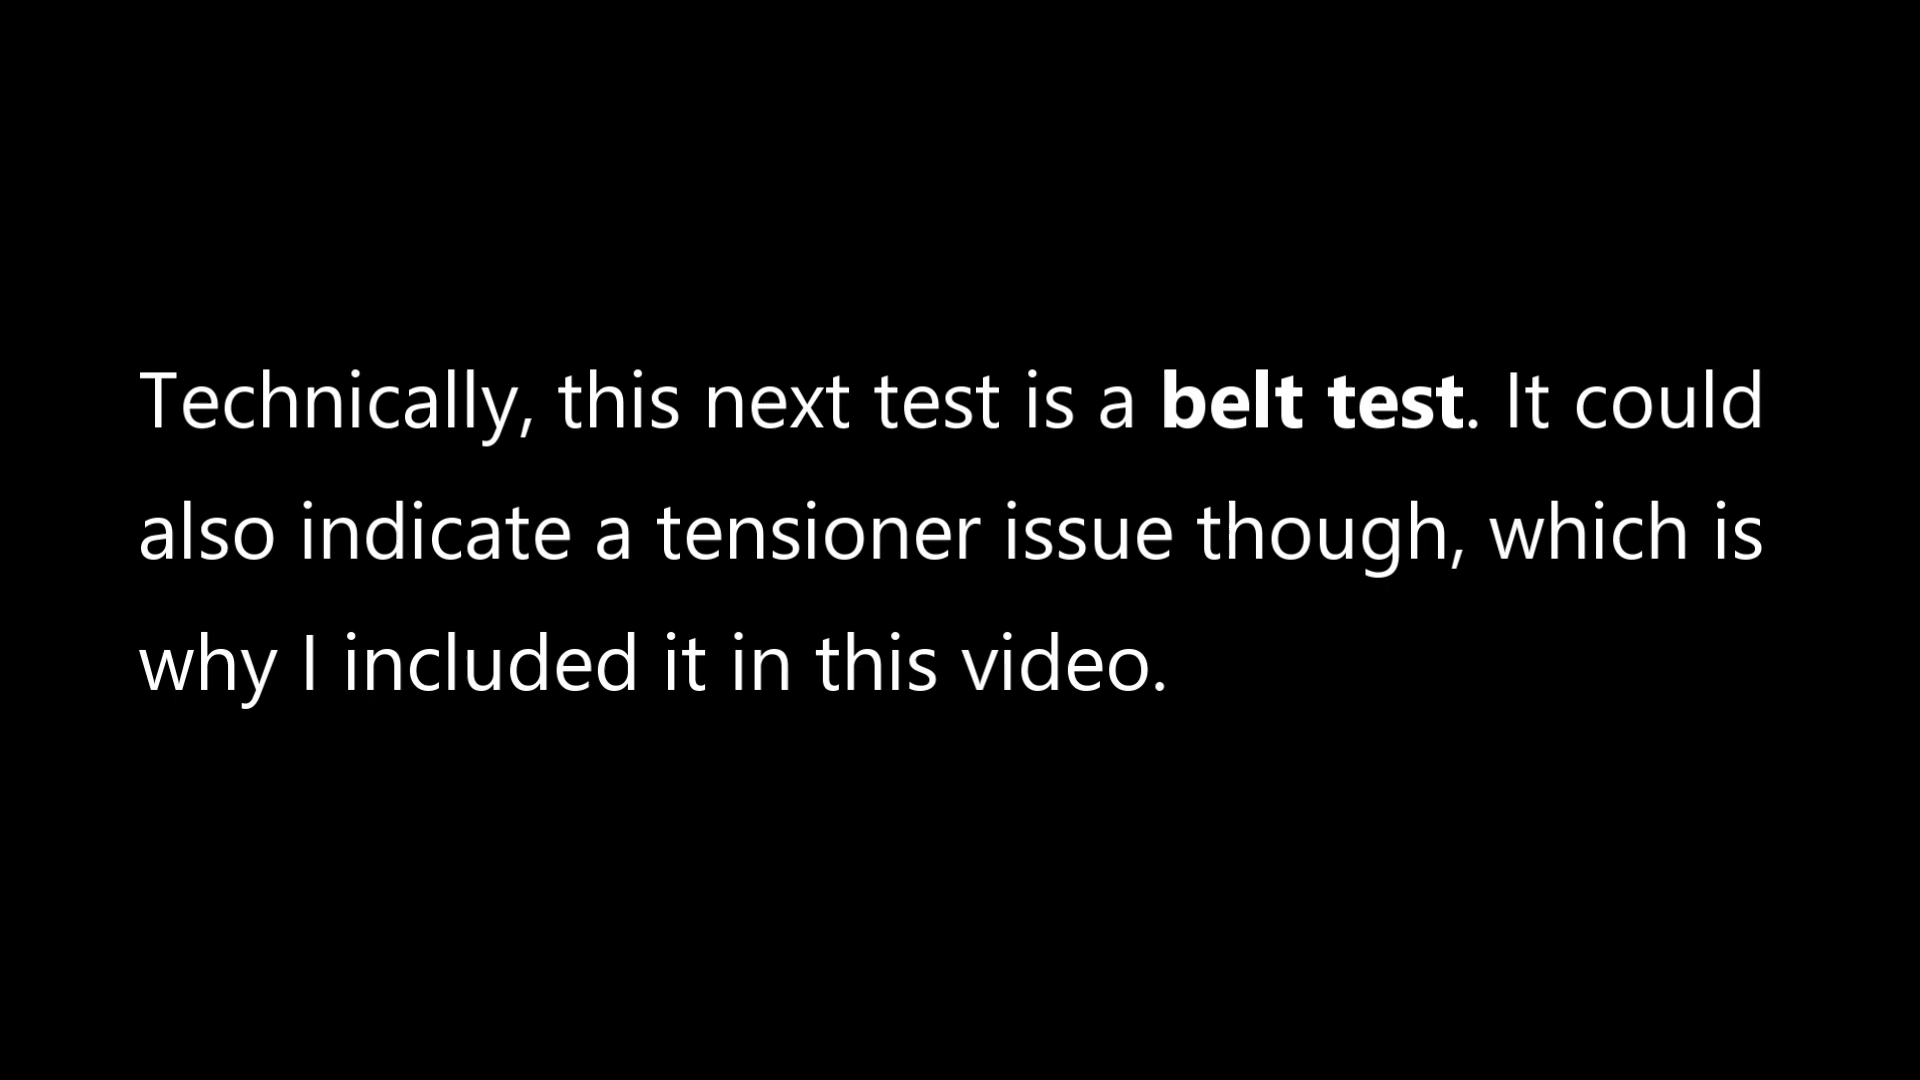 Technically, this next test is a belt test. It could
also indicate a tensioner issue though, which is
why I included it in this video.